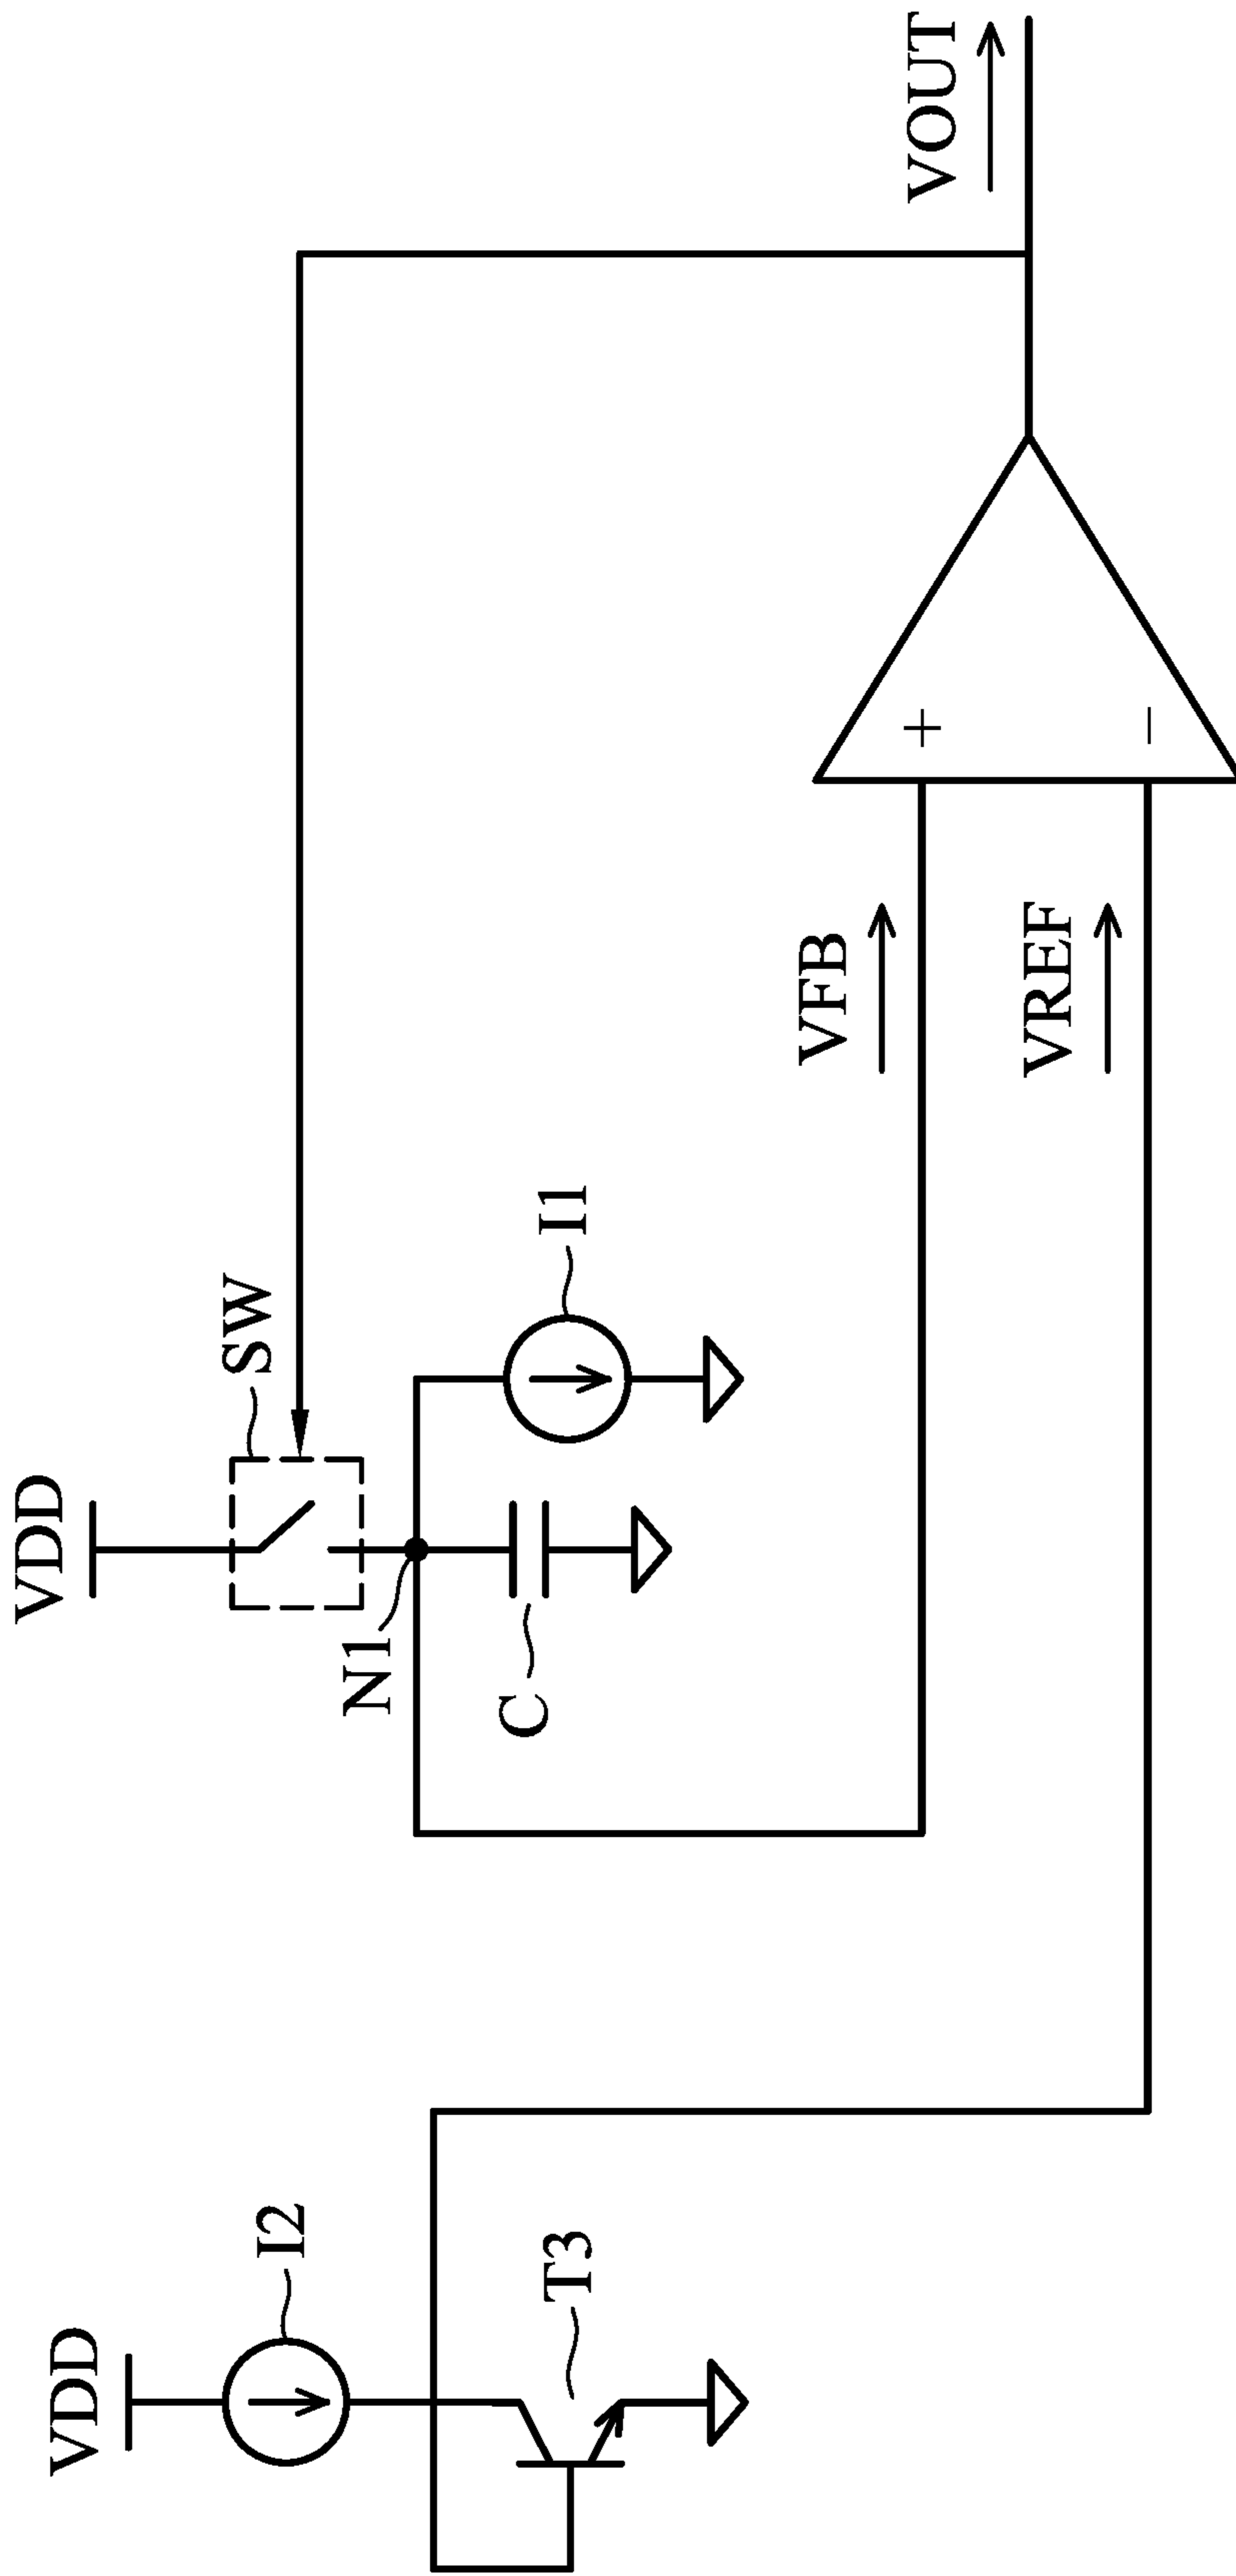 VDD
I2
T3
VDD
SW
N1
C
I1
VFB
+
VREF
−
VOUT